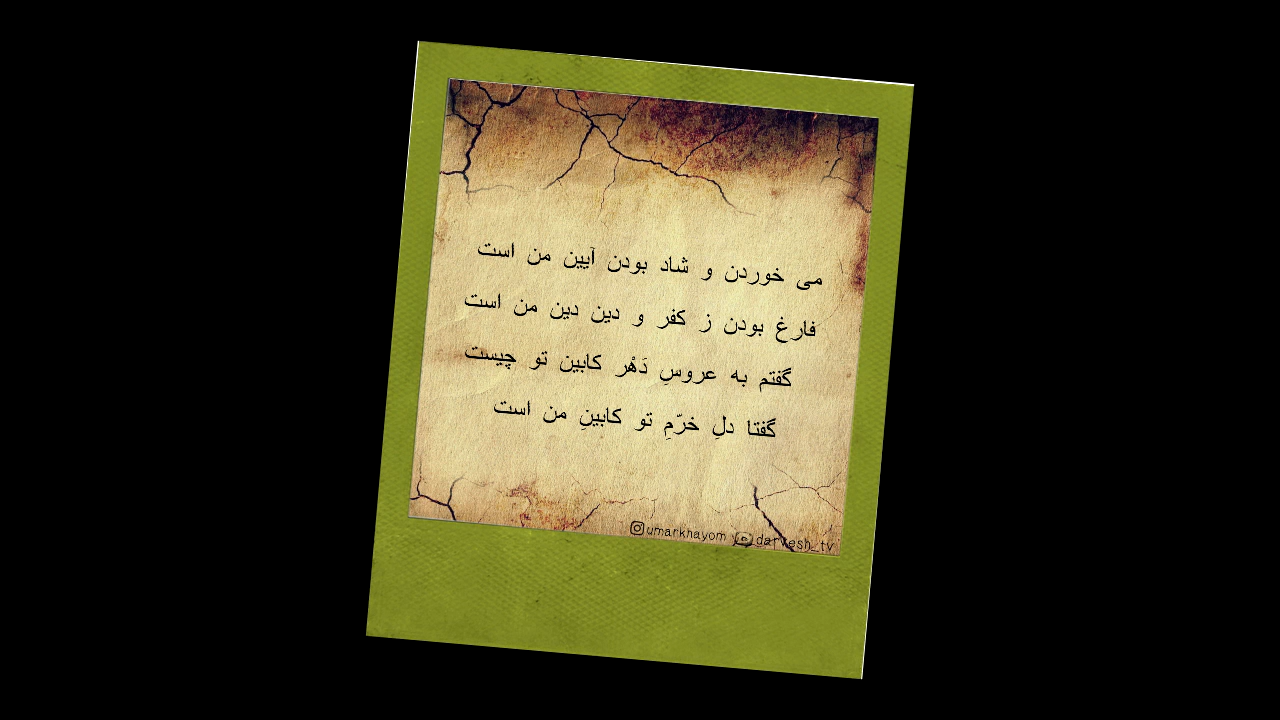 می خوردن و شاد بودن آیین من است
فارغ بودن ز کفر و دین دین من است
گفتم به عروسِ دَهْر کابین تو چیست
گفتا دلِ خرّمِ تو کابینِ من است
umarkhayom darvesh_tv